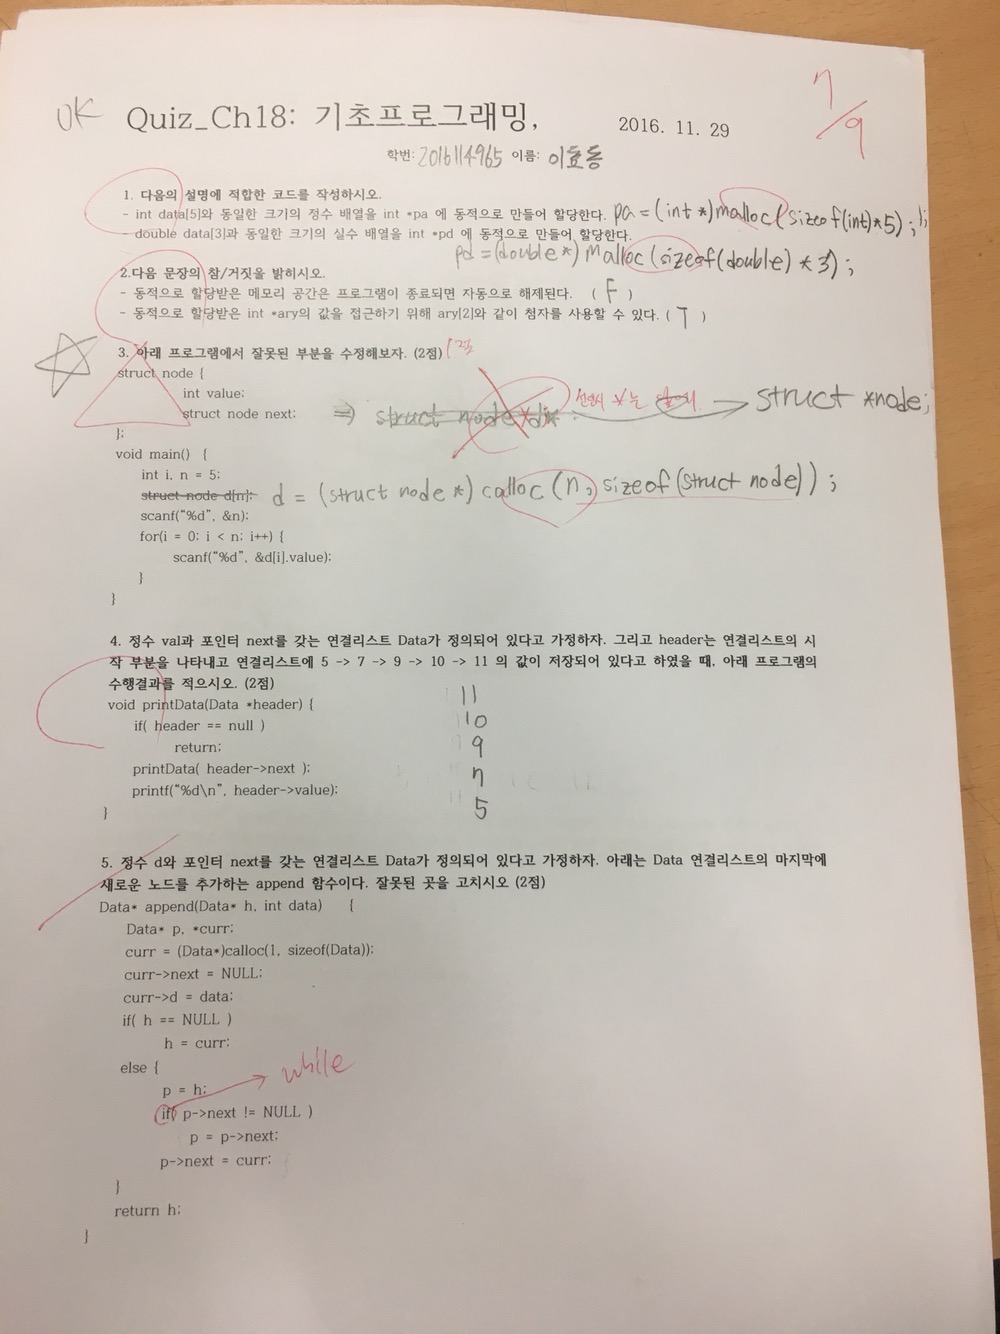 UK
7/9
Quiz_Ch18: 기초프로그래밍,
2016. 11. 29
학번: 2016114965 이름: 이효동
1. 다음의 설명에 적합한 코드를 작성하시오.
- int data[5]와 동일한 크기의 정수 배열을 int *pa 에 동적으로 만들어 할당한다. pa = (int *) malloc (sizeof(int)*5) ;
- double data[3]과 동일한 크기의 실수 배열을 int *pd 에 동적으로 만들어 할당한다.
pd = (double *) malloc (sizeof(double) * 3) ;
2.다음 문장의 참/거짓을 밝히시오.
- 동적으로 할당받은 메모리 공간은 프로그램이 종료되면 자동으로 해제된다. ( F )
- 동적으로 할당받은 int *ary의 값을 접근하기 위해 ary[2]와 같이 첨자를 사용할 수 있다. ( T )
3. 아래 프로그램에서 잘못된 부분을 수정해보자. (2점) 1점
struct node {
int value;
struct node next; ⇒ struct node *d* ; *는 → struct *node;
};
void main() {
int i, n = 5;
struct node d[n]; d = (struct node *) calloc (n, sizeof (struct node)) ;
scanf("%d", &n);
for(i = 0; i < n; i++) {
scanf("%d", &d[i].value);
}
}
4. 정수 val과 포인터 next를 갖는 연결리스트 Data가 정의되어 있다고 가정하자. 그리고 header는 연결리스트의 시
작 부분을 나타내고 연결리스트에 5 -> 7 -> 9 -> 10 -> 11 의 값이 저장되어 있다고 하였을 때, 아래 프로그램의
수행결과를 적으시오. (2점)
void printData(Data *header) { 11
if( header == null ) 10
return; 9
printData( header->next ); 7
printf("%d\n", header->value); 5
}
5. 정수 d와 포인터 next를 갖는 연결리스트 Data가 정의되어 있다고 가정하자. 아래는 Data 연결리스트의 마지막에
새로운 노드를 추가하는 append 함수이다. 잘못된 곳을 고치시오 (2점)
Data* append(Data* h, int data) {
Data* p, *curr;
curr = (Data*)calloc(1, sizeof(Data));
curr->next = NULL;
curr->d = data;
if( h == NULL )
h = curr;
else {
p = h; while
if( p->next != NULL )
p = p->next;
p->next = curr;
}
return h;
}